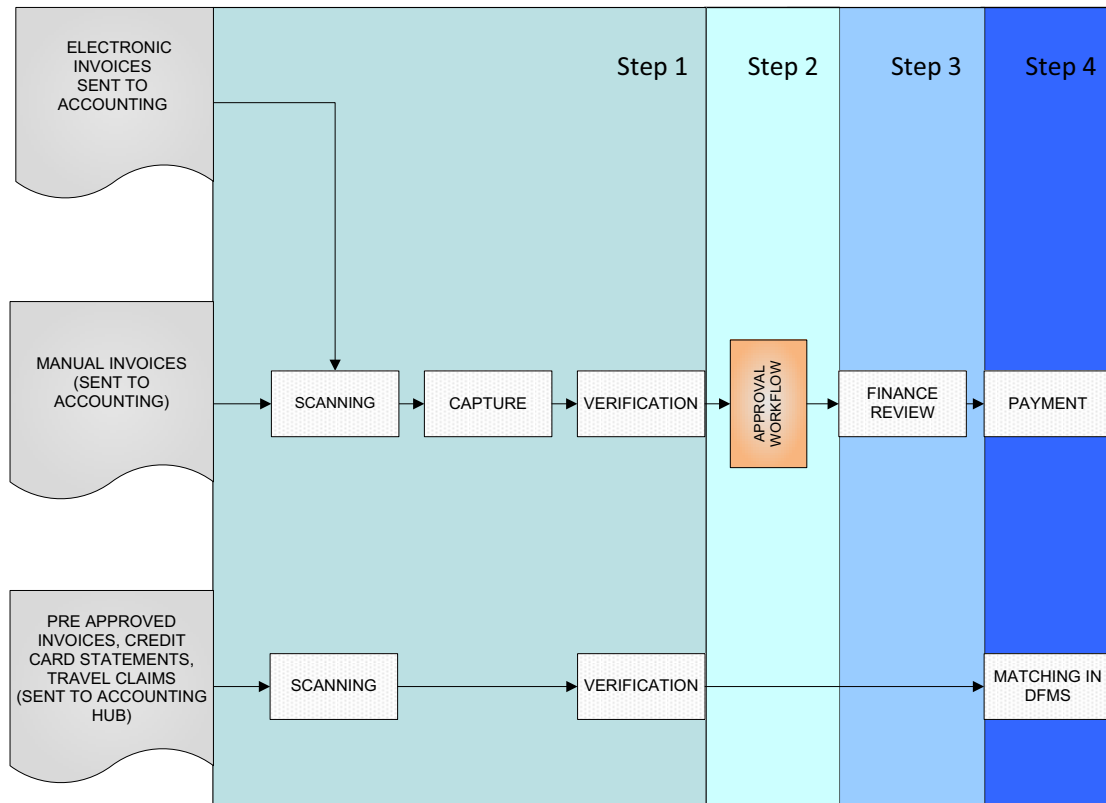 ELECTRONIC
INVOICES
SENT TO
ACCOUNTING
Step 1
Step 2
Step 3
Step 4
MANUAL INVOICES
(SENT TO
ACCOUNTING)
SCANNING
CAPTURE
VERIFICATION
APPROVAL
WORKFLOW
FINANCE
REVIEW
PAYMENT
PRE APPROVED
INVOICES, CREDIT
CARD STATEMENTS,
TRAVEL CLAIMS
(SENT TO ACCOUNTING
HUB)
SCANNING
VERIFICATION
MATCHING IN
DFMS